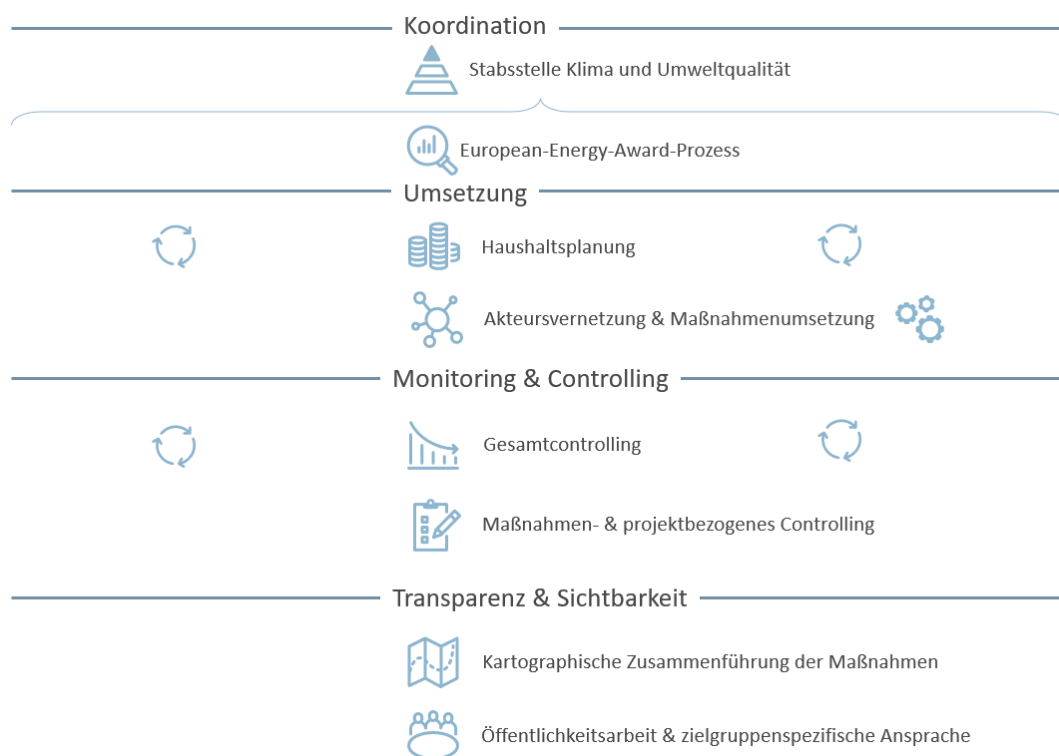 Koordination
Stabsstelle Klima und Umweltqualität
European-Energy-Award-Prozess
Umsetzung
Haushaltsplanung
Akteursvernetzung & Maßnahmenumsetzung
Monitoring & Controlling
Gesamtcontrolling
Maßnahmen- & projektbezogenes Controlling
Transparenz & Sichtbarkeit
Kartographische Zusammenführung der Maßnahmen
Öffentlichkeitsarbeit & zielgruppenspezifische Ansprache